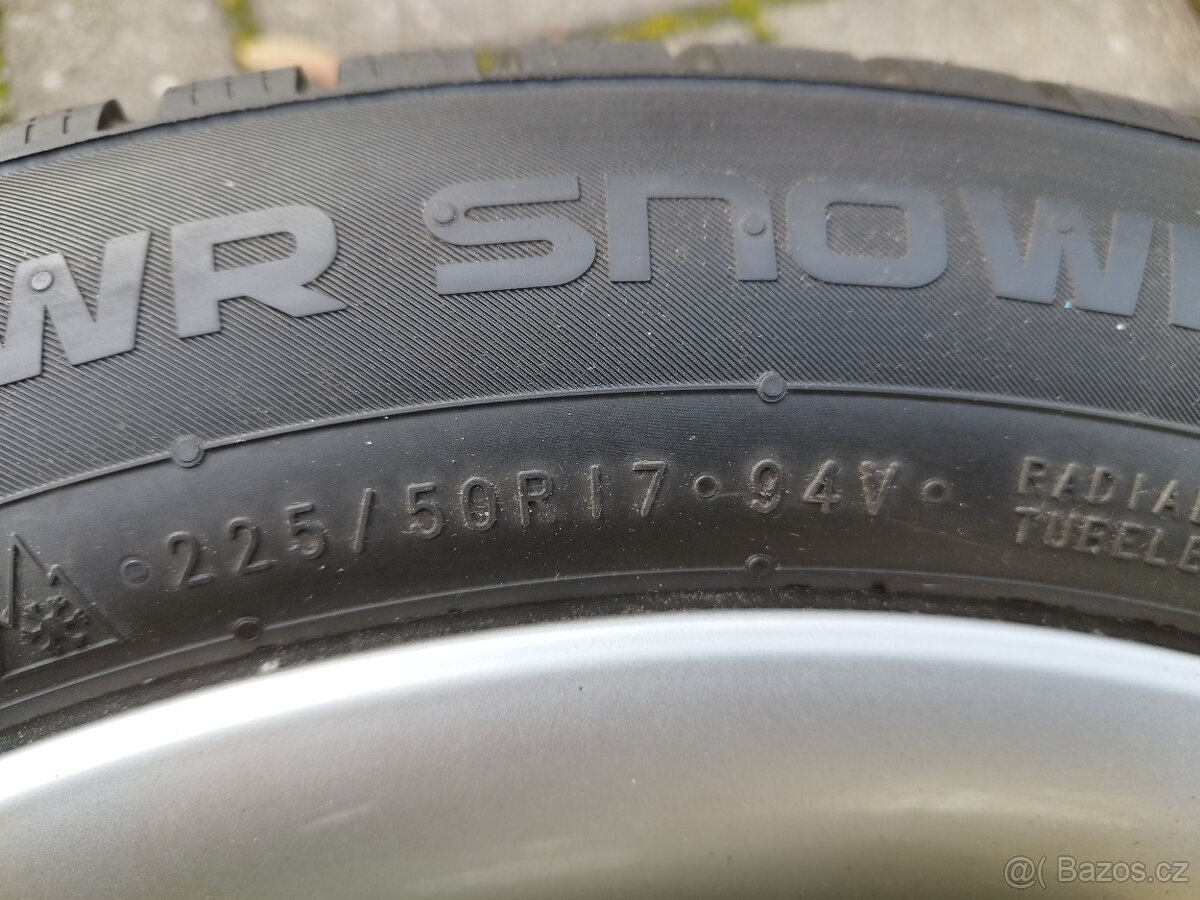 WR SNOW
225/50R17 • 94V
RADIAL
TUBELE
@( Bazos.cz